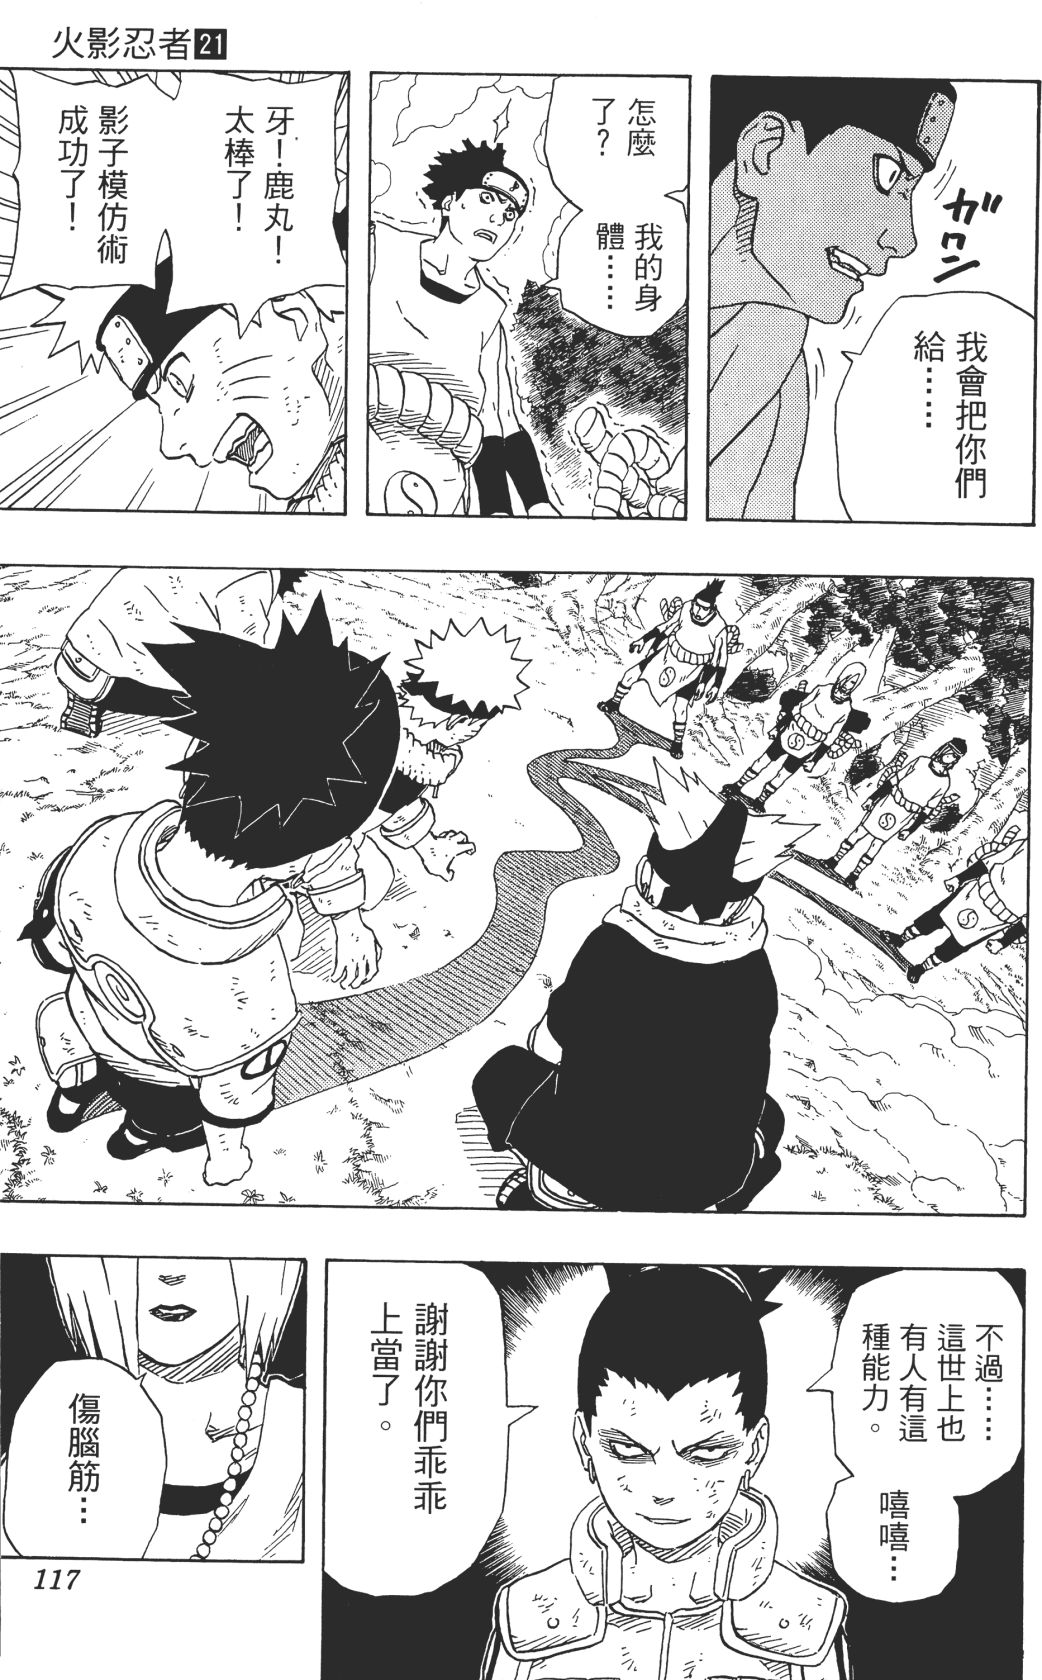 火影忍者21
ガロン
我會把你們
給……
怎麼
了？
我的身
體……
牙！鹿丸！
太棒了！
影子模仿術
成功了！
不過……
這世上也
有人有這
種能力。
嘻嘻…
謝謝你們乖乖
上當了。
傷腦筋…
117